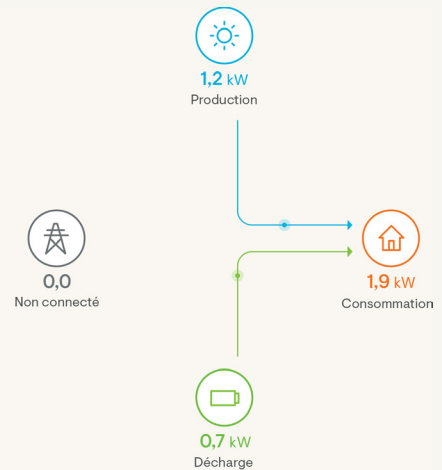 1,2 kW
Production
0,0
Non connecté
1,9 kW
Consommation
0,7 kW
Décharge